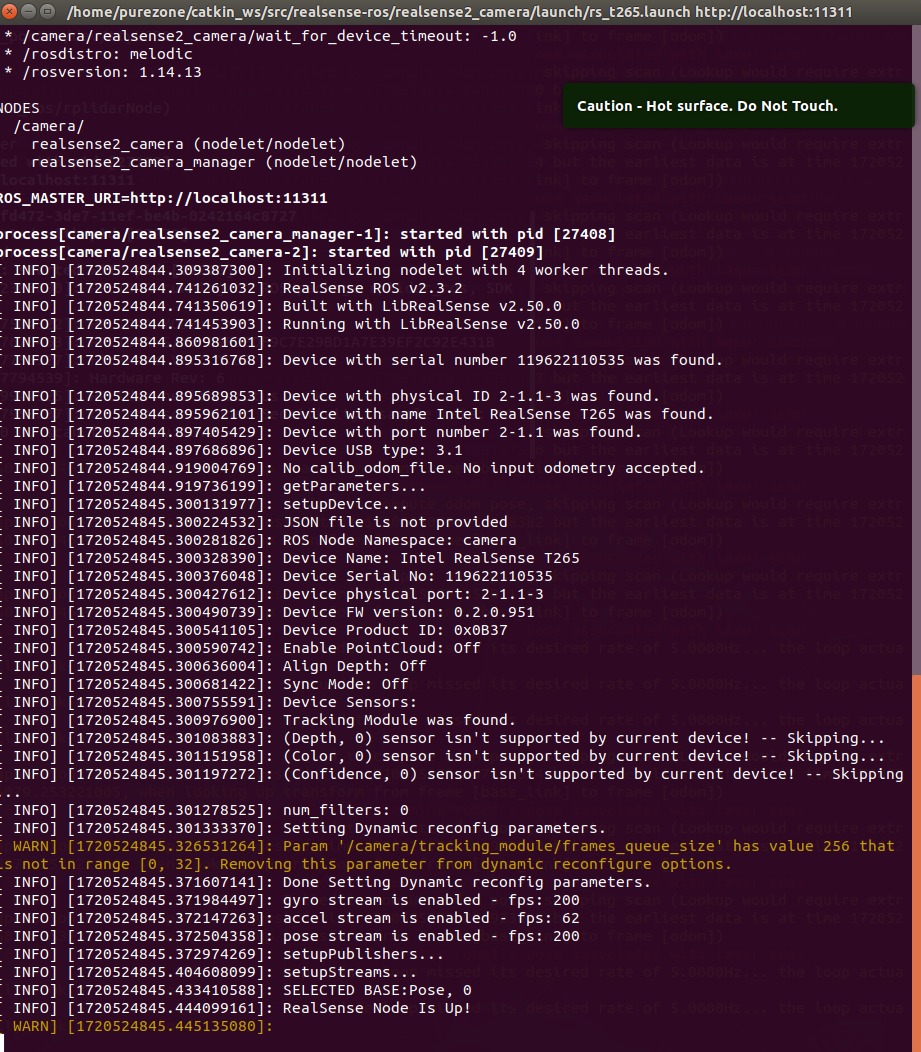 /home/purezone/catkin_ws/src/realsense-ros/realsense2_camera/launch/rs_t265.launch http://localhost:11311
* /camera/realsense2_camera/wait_for_device_timeout: -1.0
* /rosdistro: melodic
* /rosversion: 1.14.13
Caution - Hot surface. Do Not Touch.
NODES
/camera/
realsense2_camera (nodelet/nodelet)
realsense2_camera_manager (nodelet/nodelet)
ROS_MASTER_URI=http://localhost:11311
process[camera/realsense2_camera_manager-1]: started with pid [27408]
process[camera/realsense2_camera-2]: started with pid [27409]
[ INFO] [1720524844.309387300]: Initializing nodelet with 4 worker threads.
[ INFO] [1720524844.741261032]: RealSense ROS v2.3.2
[ INFO] [1720524844.741350619]: Built with LibRealSense v2.50.0
[ INFO] [1720524844.741453903]: Running with LibRealSense v2.50.0
[ INFO] [1720524844.860981601]:
[ INFO] [1720524844.895316768]: Device with serial number 119622110535 was found.
[ INFO] [1720524844.895689853]: Device with physical ID 2-1.1-3 was found.
[ INFO] [1720524844.895962101]: Device with name Intel RealSense T265 was found.
[ INFO] [1720524844.897405429]: Device with port number 2-1.1 was found.
[ INFO] [1720524844.897686896]: Device USB type: 3.1
[ INFO] [1720524844.919004769]: No calib_odom_file. No input odometry accepted.
[ INFO] [1720524844.919736199]: getParameters...
[ INFO] [1720524845.300131977]: setupDevice...
[ INFO] [1720524845.300224532]: JSON file is not provided
[ INFO] [1720524845.300281826]: ROS Node Namespace: camera
[ INFO] [1720524845.300328390]: Device Name: Intel RealSense T265
[ INFO] [1720524845.300376048]: Device Serial No: 119622110535
[ INFO] [1720524845.300427612]: Device physical port: 2-1.1-3
[ INFO] [1720524845.300490739]: Device FW version: 0.2.0.951
[ INFO] [1720524845.300541105]: Device Product ID: 0x0B37
[ INFO] [1720524845.300590742]: Enable PointCloud: Off
[ INFO] [1720524845.300636004]: Align Depth: Off
[ INFO] [1720524845.300681422]: Sync Mode: Off
[ INFO] [1720524845.300755591]: Device Sensors:
[ INFO] [1720524845.300976900]: Tracking Module was found.
[ INFO] [1720524845.301083883]: (Depth, 0) sensor isn't supported by current device! -- Skipping...
[ INFO] [1720524845.301151958]: (Color, 0) sensor isn't supported by current device! -- Skipping...
[ INFO] [1720524845.301197272]: (Confidence, 0) sensor isn't supported by current device! -- Skipping
...
[ INFO] [1720524845.301278525]: num_filters: 0
[ INFO] [1720524845.301333370]: Setting Dynamic reconfig parameters.
[ WARN] [1720524845.326531264]: Param '/camera/tracking_module/frames_queue_size' has value 256 that
is not in range [0, 32]. Removing this parameter from dynamic reconfigure options.
[ INFO] [1720524845.371607141]: Done Setting Dynamic reconfig parameters.
[ INFO] [1720524845.371984497]: gyro stream is enabled - fps: 200
[ INFO] [1720524845.372147263]: accel stream is enabled - fps: 62
[ INFO] [1720524845.372504358]: pose stream is enabled - fps: 200
[ INFO] [1720524845.372974269]: setupPublishers...
[ INFO] [1720524845.404608099]: setupStreams...
[ INFO] [1720524845.433410588]: SELECTED BASE:Pose, 0
[ INFO] [1720524845.444099161]: RealSense Node Is Up!
[ WARN] [1720524845.445135080]: